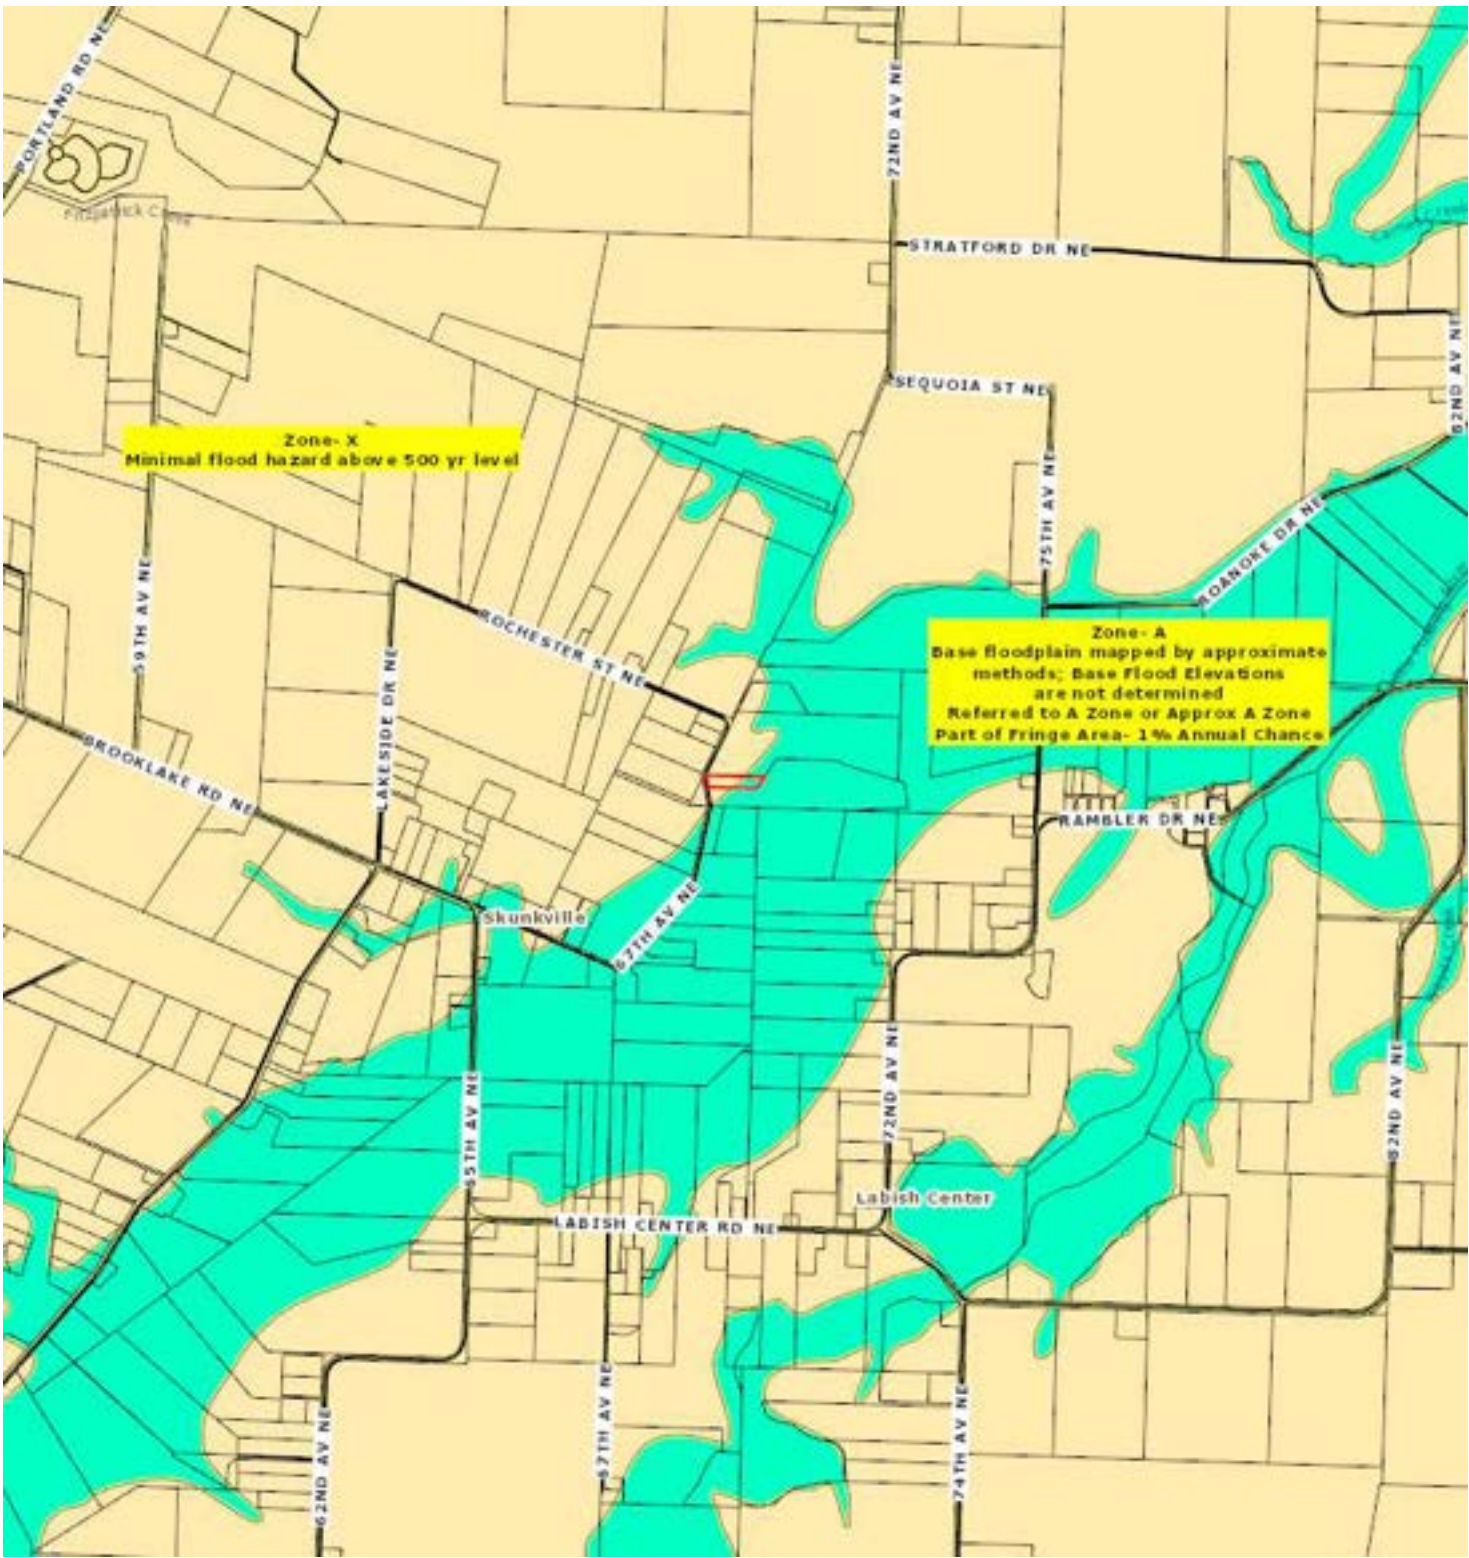 PORTLAND RD NE
72ND AV NE
Fitzpatrick Creek
STRATFORD DR NE
82ND AV NE
SEQUOIA ST NE
Zone- X
Minimal flood hazard above 500 yr level
75TH AV NE
ROANOKE DR NE
59TH AV NE
ROCHESTER ST NE
LAKESIDE DR NE
Zone- A
Base floodplain mapped by approximate
methods; Base Flood Elevations
are not determined
Referred to A Zone or Approx A Zone
Part of Fringe Area- 1% Annual Chance
BROOKLAKE RD NE
RAMBLER DR NE
Skunkville
67TH AV NE
65TH AV NE
72ND AV NE
82ND AV NE
Labish Center
LABISH CENTER RD NE
62ND AV NE
67TH AV NE
74TH AV NE